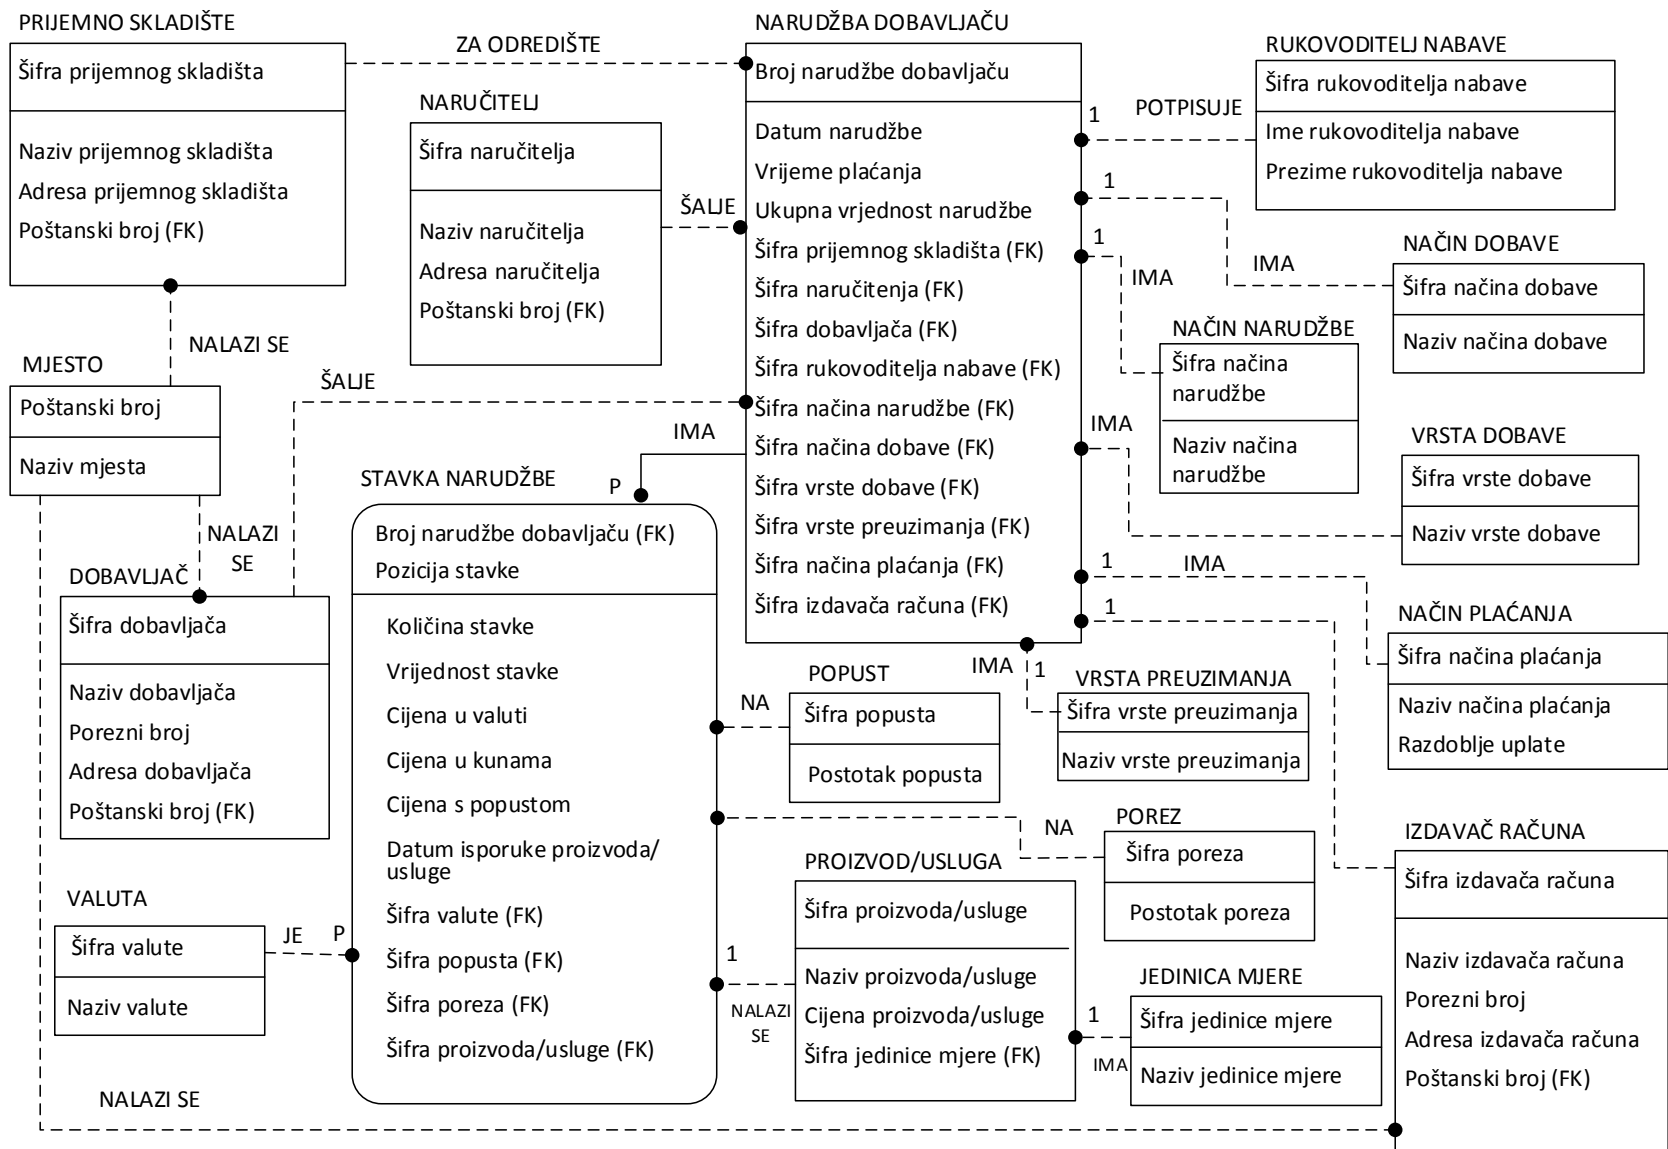 PRIJEMNO SKLADIŠTE
Šifra prijemnog skladišta
Naziv prijemnog skladišta
Adresa prijemnog skladišta
Poštanski broj (FK)
ZA ODREDIŠTE
NARUČITELJ
Šifra naručitelja
Naziv naručitelja
Adresa naručitelja
Poštanski broj (FK)
ŠALJE
NARUDŽBA DOBAVLJAČU
Broj narudžbe dobavljaču
Datum narudžbe
Vrijeme plaćanja
Ukupna vrjednost narudžbe
Šifra prijemnog skladišta (FK)
Šifra naručitenja (FK)
Šifra dobavljača (FK)
Šifra rukovoditelja nabave (FK)
Šifra načina narudžbe (FK)
Šifra načina dobave (FK)
Šifra vrste dobave (FK)
Šifra vrste preuzimanja (FK)
Šifra načina plaćanja (FK)
Šifra izdavača računa (FK)
1
POTPISUJE
RUKOVODITELJ NABAVE
Šifra rukovoditelja nabave
Ime rukovoditelja nabave
Prezime rukovoditelja nabave
1
IMA
NAČIN DOBAVE
Šifra načina dobave
Naziv načina dobave
1
IMA
NAČIN NARUDŽBE
Šifra načina
narudžbe
Naziv načina
narudžbe
IMA
VRSTA DOBAVE
Šifra vrste dobave
Naziv vrste dobave
1
IMA
NAČIN PLAĆANJA
Šifra načina plaćanja
Naziv načina plaćanja
Razdoblje uplate
1
IMA
1
VRSTA PREUZIMANJA
Šifra vrste preuzimanja
Naziv vrste preuzimanja
NALAZI SE
MJESTO
Poštanski broj
Naziv mjesta
ŠALJE
NALAZI
SE
DOBAVLJAČ
Šifra dobavljača
Naziv dobavljača
Porezni broj
Adresa dobavljača
Poštanski broj (FK)
IMA
P
STAVKA NARUDŽBE
Broj narudžbe dobavljaču (FK)
Pozicija stavke
Količina stavke
Vrijednost stavke
Cijena u valuti
Cijena u kunama
Cijena s popustom
Datum isporuke proizvoda/
usluge
Šifra valute (FK)
Šifra popusta (FK)
Šifra poreza (FK)
Šifra proizvoda/usluge (FK)
NA
POPUST
Šifra popusta
Postotak popusta
NA
POREZ
Šifra poreza
Postotak poreza
VALUTA
Šifra valute
Naziv valute
JE
P
1
NALAZI
SE
PROIZVOD/USLUGA
Šifra proizvoda/usluge
Naziv proizvoda/usluge
Cijena proizvoda/usluge
Šifra jedinice mjere (FK)
1
IMA
JEDINICA MJERE
Šifra jedinice mjere
Naziv jedinice mjere
IZDAVAČ RAČUNA
Šifra izdavača računa
Naziv izdavača računa
Porezni broj
Adresa izdavača računa
Poštanski broj (FK)
NALAZI SE